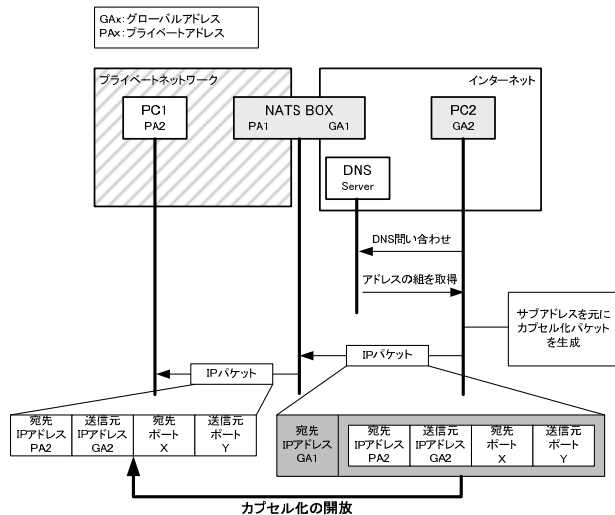 GAx:グローバルアドレス
PAx:プライベートアドレス
プライベートネットワーク
インターネット
PC1
PA2
NATS BOX
PA1 GA1
PC2
GA2
DNS
Server
DNS問い合わせ
アドレスの組を取得
サブアドレスを元に
カプセル化パケット
を生成
IPパケット
IPパケット
宛先
IPアドレス
PA2
送信元
IPアドレス
GA2
宛先
ポート
X
送信元
ポート
Y
宛先
IPアドレス
GA1
宛先
IPアドレス
PA2
送信元
IPアドレス
GA2
宛先
ポート
X
送信元
ポート
Y
カプセル化の開放